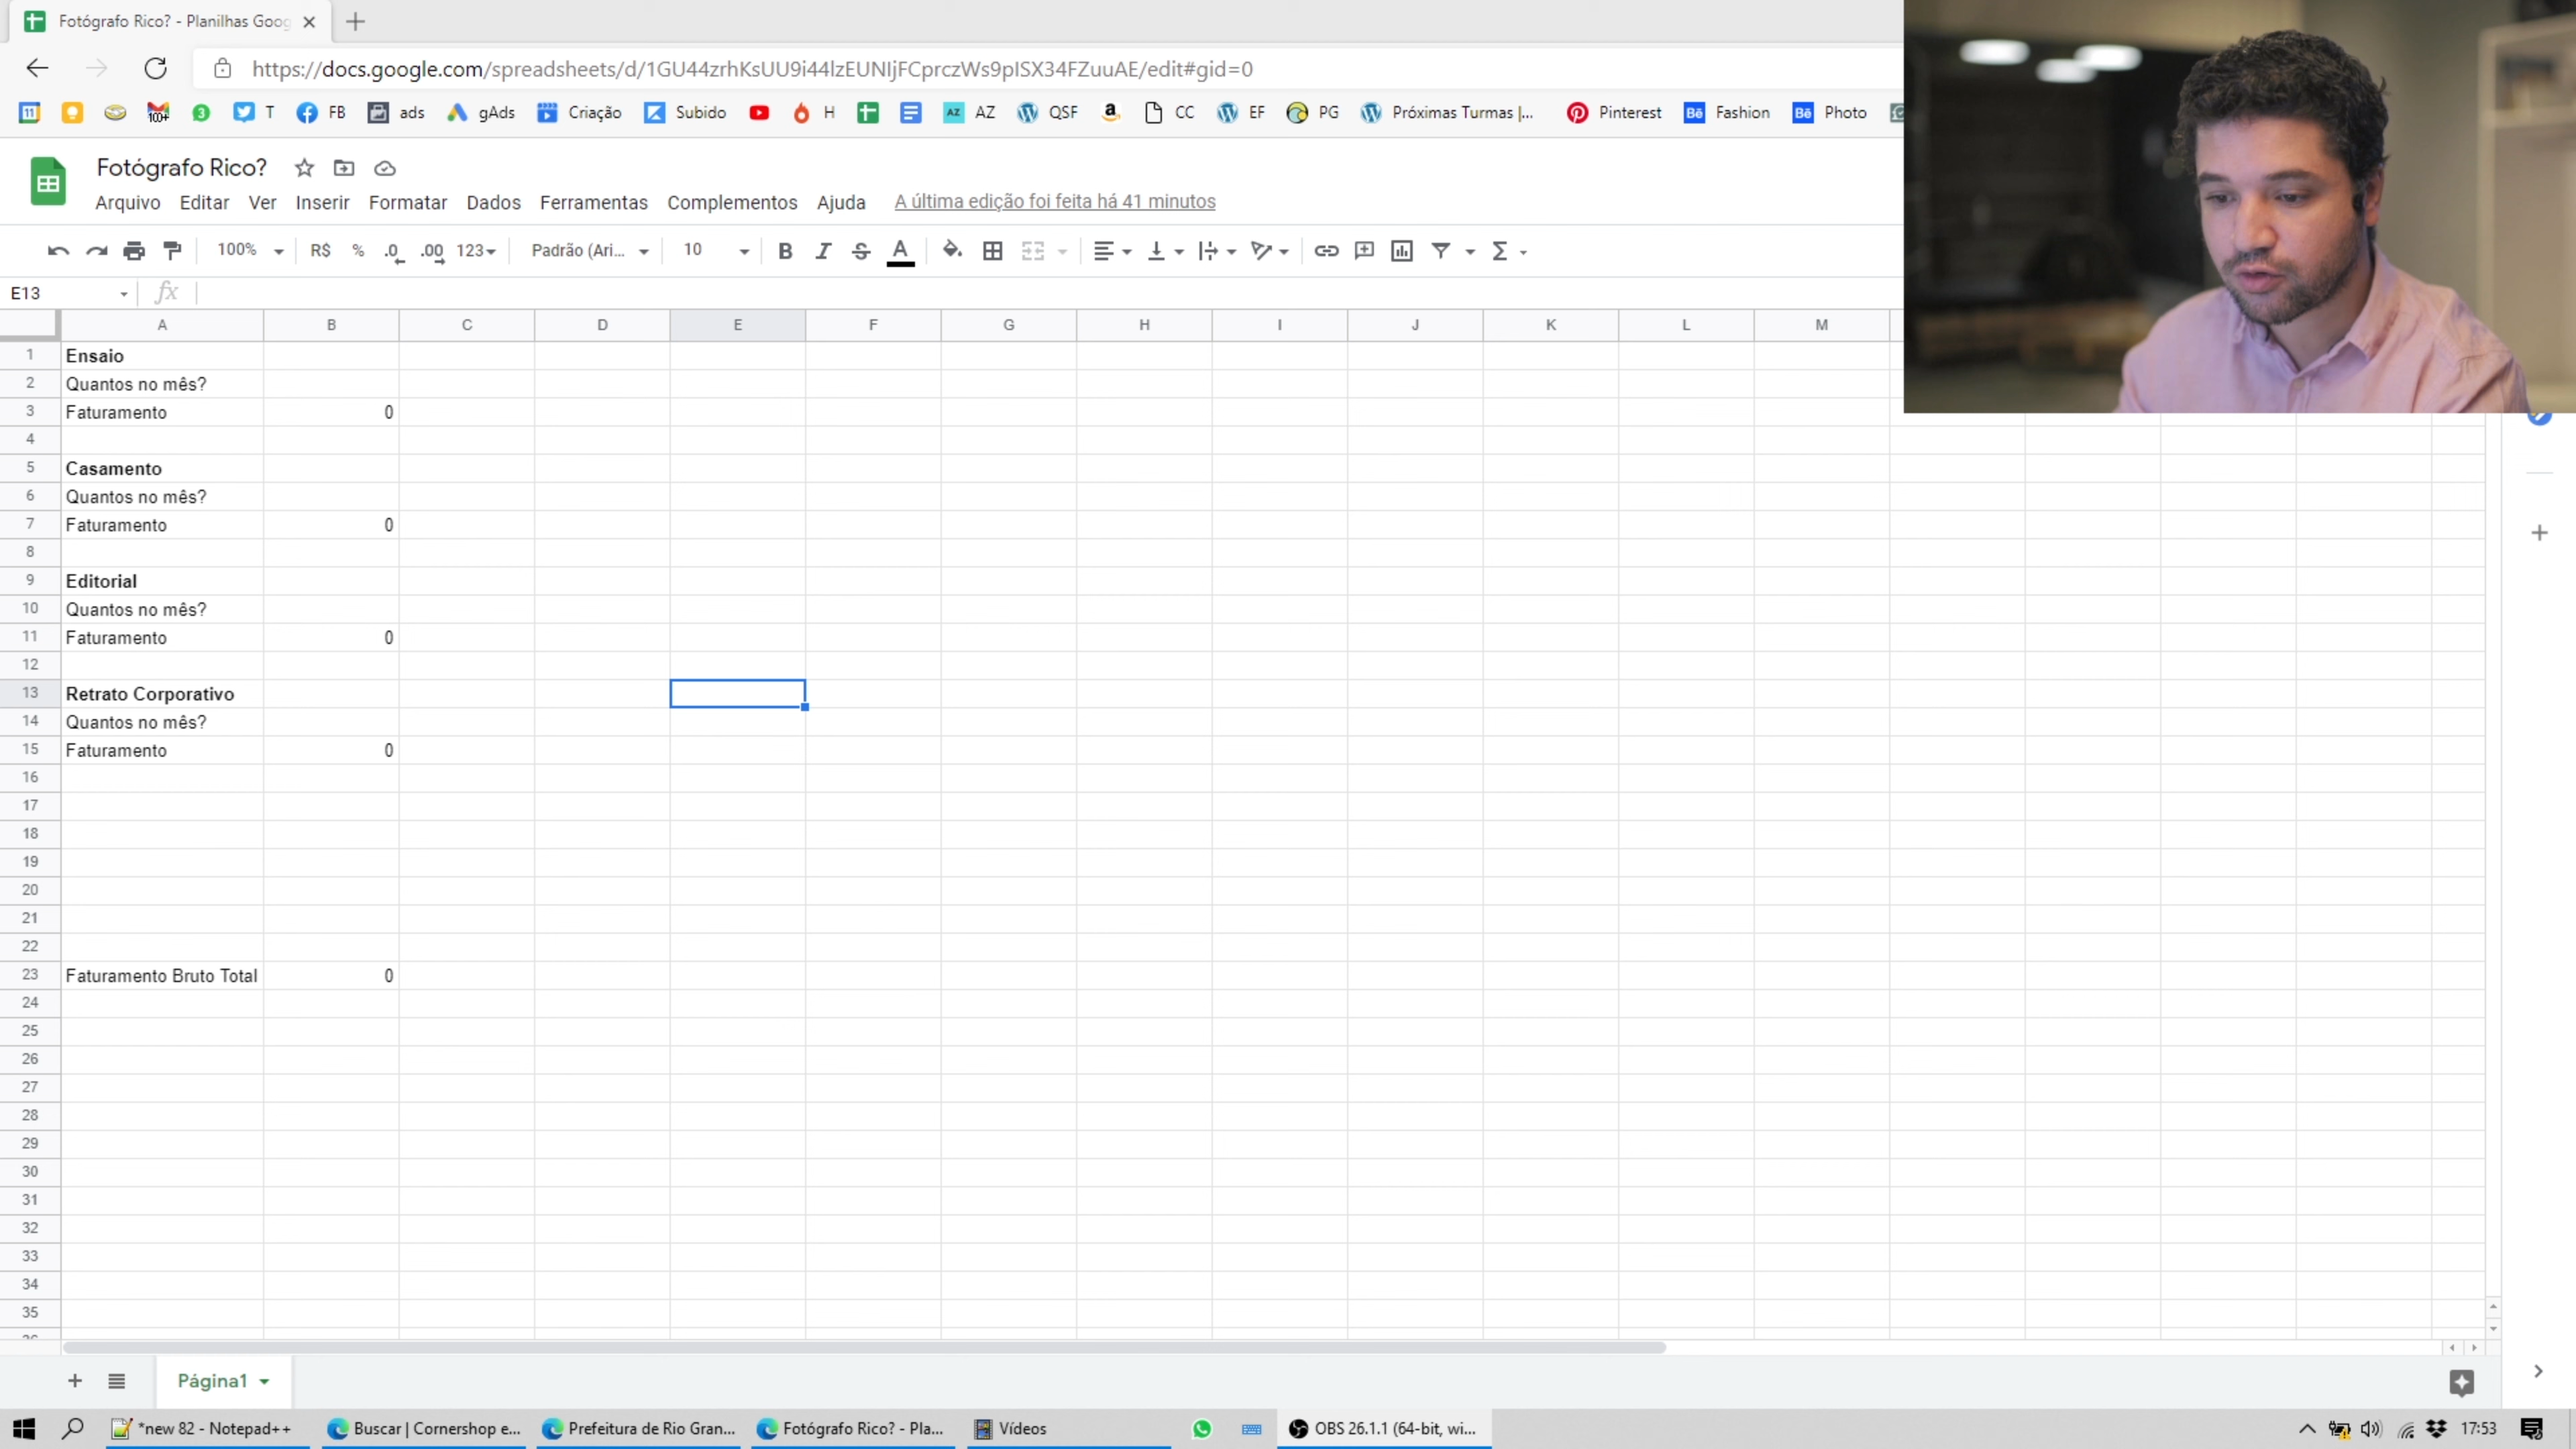 Fotógrafo Rico? - Planilhas Goog
https://docs.google.com/spreadsheets/d/1GU44zrhKsUU9i44lzEUNIjFCprczWs9pISX34FZuuAE/edit#gid=0
11 100+ 3 T FB ads gAds Criação Subido H AZ AZ QSF a CC EF PG Próximas Turmas |... Pinterest Bē Fashion Bē Photo
Fotógrafo Rico?
Arquivo Editar Ver Inserir Formatar Dados Ferramentas Complementos Ajuda A última edição foi feita há 41 minutos
100% R$ % .0 .00 123 Padrão (Ari... 10 B I S A Σ
E13 fx
A B C D E F G H I J K L M
1 Ensaio
2 Quantos no mês?
3 Faturamento 0
4
5 Casamento
6 Quantos no mês?
7 Faturamento 0
8
9 Editorial
10 Quantos no mês?
11 Faturamento 0
12
13 Retrato Corporativo
14 Quantos no mês?
15 Faturamento 0
16
17
18
19
20
21
22
23 Faturamento Bruto Total 0
24
25
26
27
28
29
30
31
32
33
34
35
Página1
*new 82 - Notepad++ Buscar | Cornershop e... Prefeitura de Rio Gran... Fotógrafo Rico? - Pla... Vídeos OBS 26.1.1 (64-bit, wi... 17:53